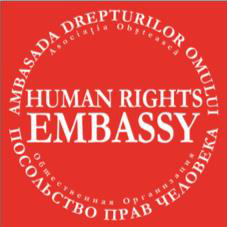 AMBASADA DREPTURILOR OMULUI
Asociația Obștească
HUMAN RIGHTS
EMBASSY
Общественная Организация
ПОСОЛЬСТВО ПРАВ ЧЕЛОВЕКА